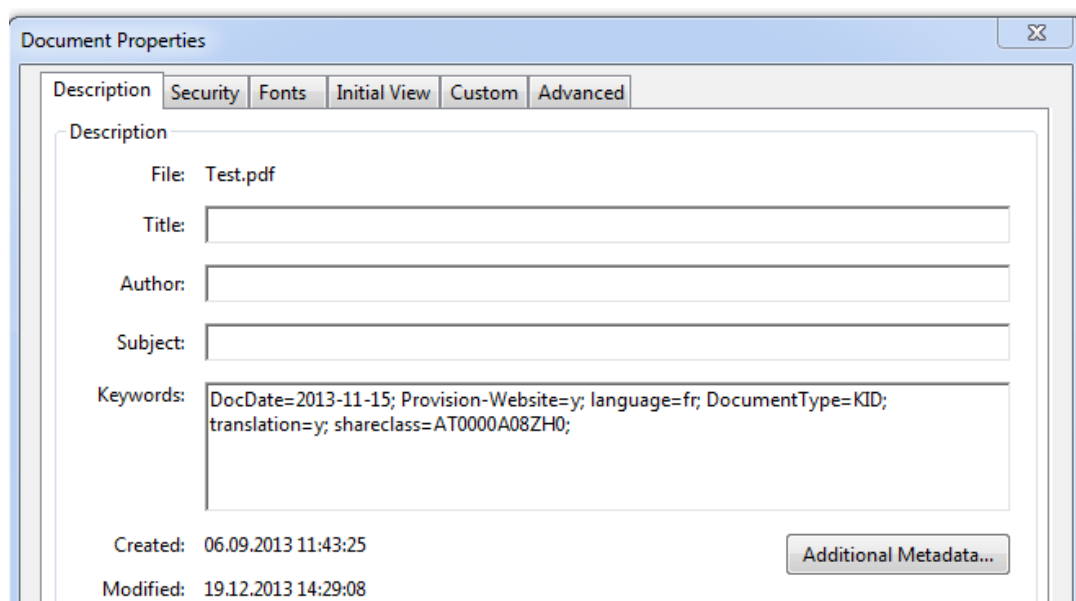 Document Properties
Description Security Fonts Initial View Custom Advanced
Description
File: Test.pdf
Title:
Author:
Subject:
Keywords: DocDate=2013-11-15; Provision-Website=y; language=fr; DocumentType=KID;
translation=y; shareclass=AT0000A08ZH0;
Created: 06.09.2013 11:43:25
Additional Metadata...
Modified: 19.12.2013 14:29:08